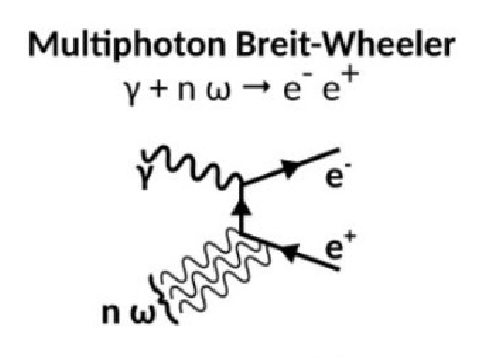 Multiphoton Breit-Wheeler
γ + n ω → e⁻ e⁺
γ
e⁻
e⁺
n ω